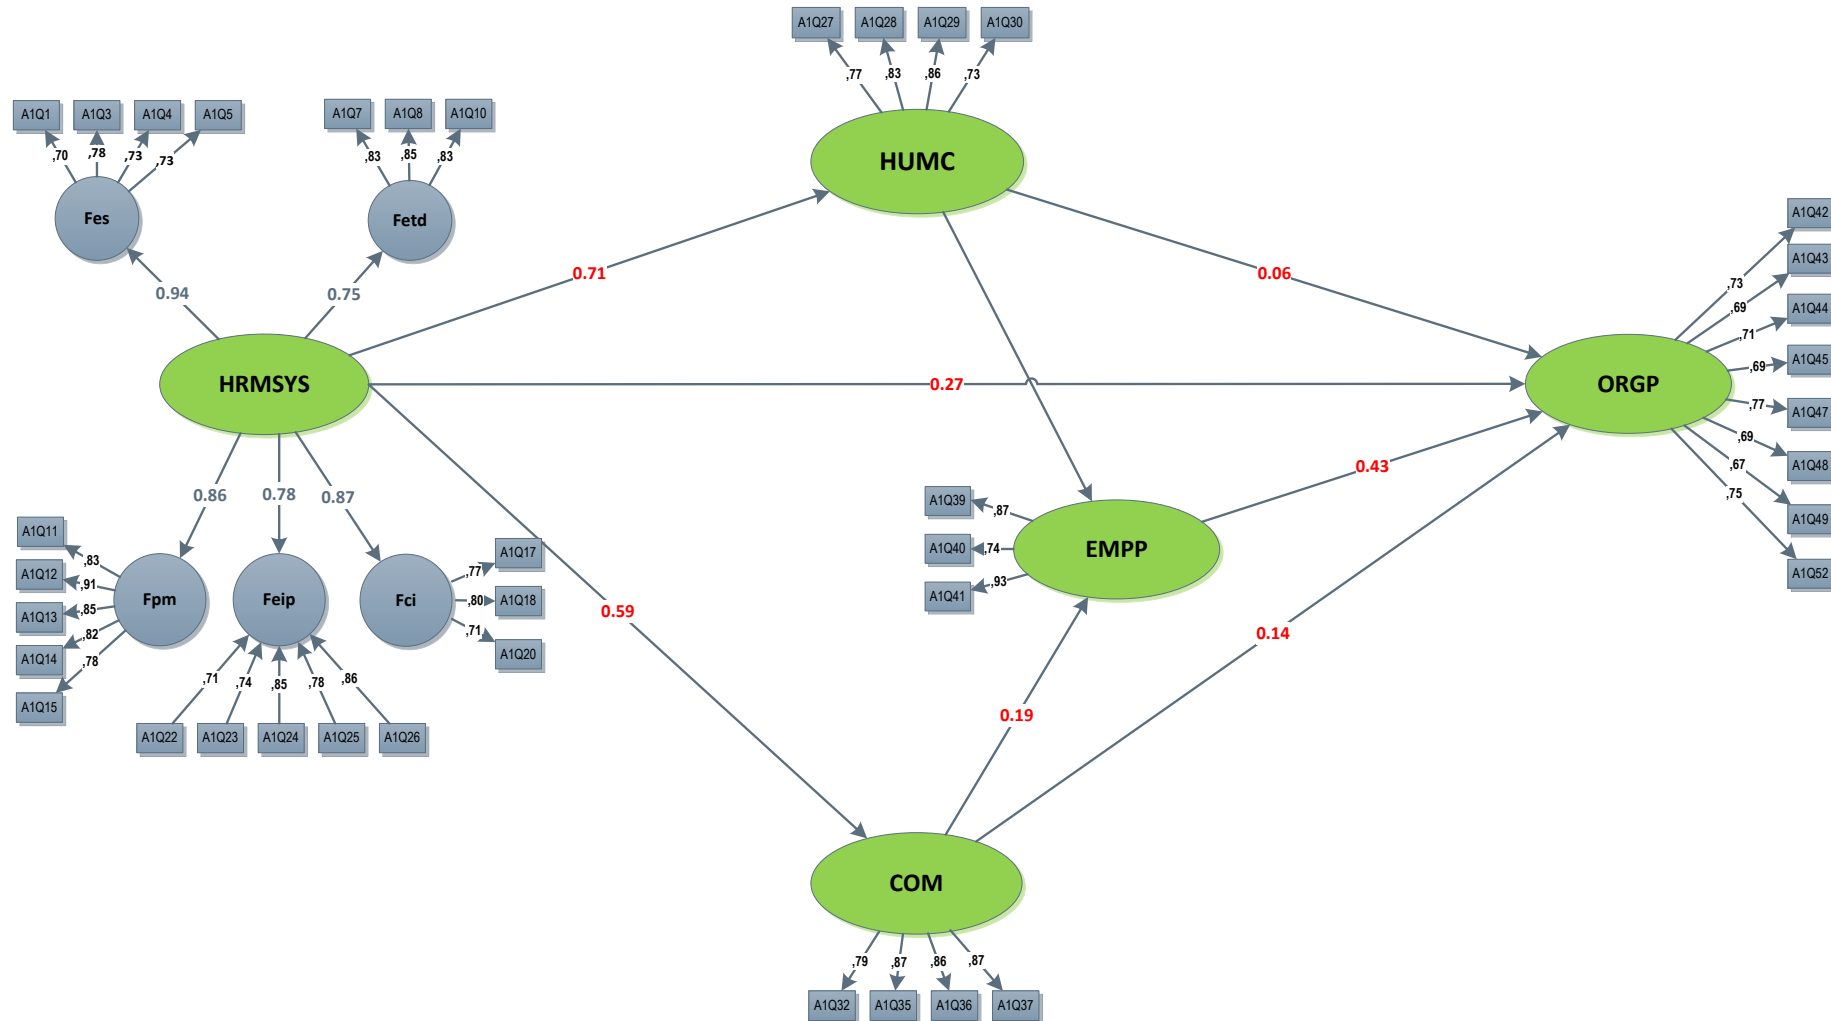 A1Q27 A1Q28 A1Q29 A1Q30
,77 ,83 ,86 ,73
HUMC
A1Q1 A1Q3 A1Q4 A1Q5
,70 ,78 ,73 ,73
Fes
A1Q7 A1Q8 A1Q10
,83 ,85 ,83
Fetd
0.94
0.75
0.71
0.06
HRMSYS
0.27
ORGP
A1Q42
A1Q43
A1Q44
A1Q45
A1Q47
A1Q48
A1Q49
A1Q52
,73
,69
,71
,69
,77
,69
,67
,75
0.86
0.78
0.87
0.43
A1Q11
A1Q12
A1Q13
A1Q14
A1Q15
,83
,91
,85
,82
,78
Fpm
Feip
Fci
,77
,80
,71
A1Q17
A1Q18
A1Q20
,71 ,74 ,85 ,78 ,86
A1Q22 A1Q23 A1Q24 A1Q25 A1Q26
A1Q39
A1Q40
A1Q41
,87
,74
,93
EMPP
0.59
0.14
0.19
COM
,79 ,87 ,86 ,87
A1Q32 A1Q35 A1Q36 A1Q37